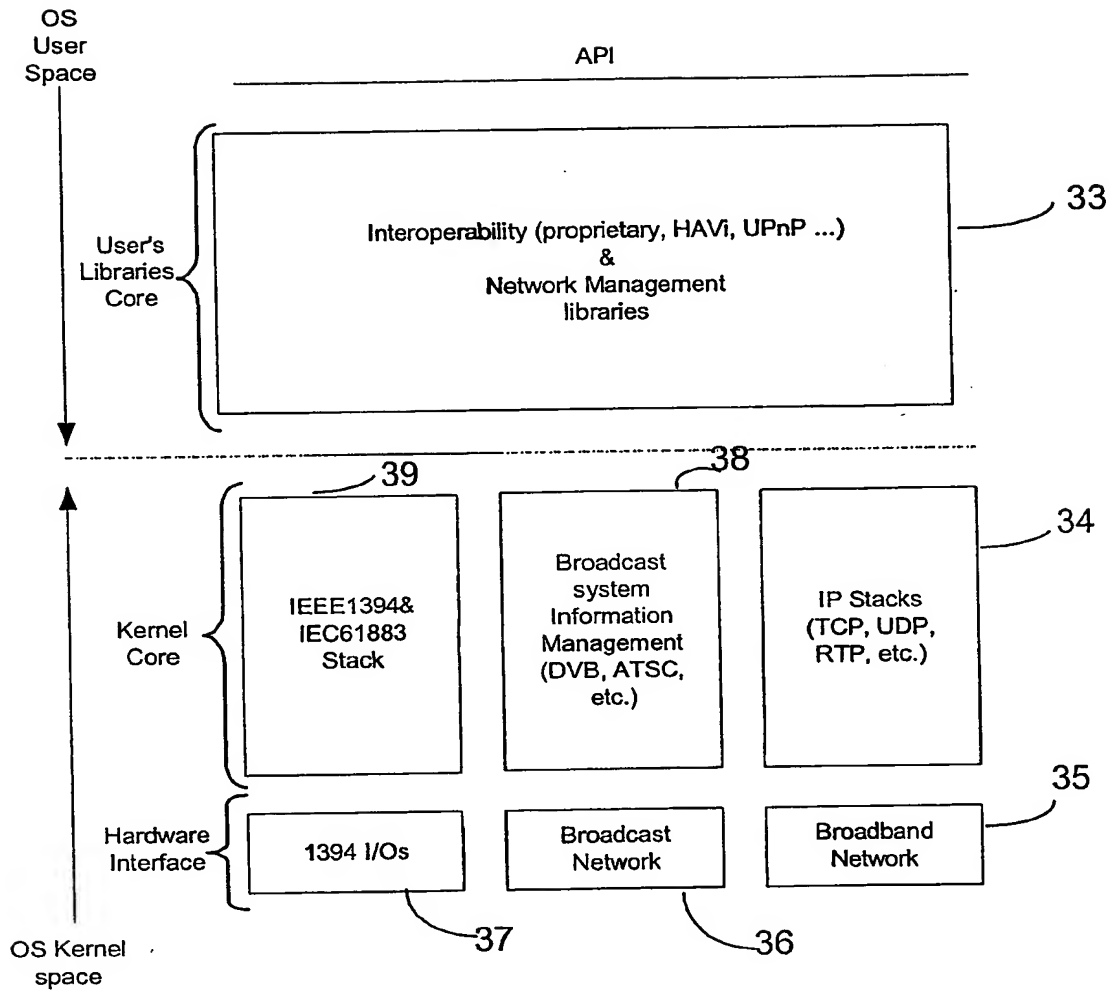 OS
User
Space
API
33
Interoperability (proprietary, HAVi, UPnP ...)
&
Network Management
libraries
User's
Libraries
Core
39
38
34
Kernel
Core
IEEE1394&
IEC61883
Stack
Broadcast
system
Information
Management
(DVB, ATSC,
etc.)
IP Stacks
(TCP, UDP,
RTP, etc.)
35
Hardware
Interface
1394 I/Os
Broadcast
Network
Broadband
Network
37
36
OS Kernel
space